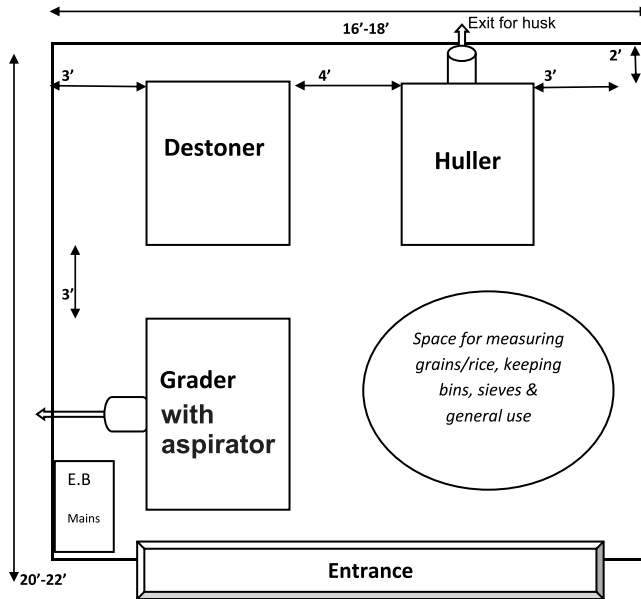 Exit for husk
16’-18’
2’
3’
4’
3’
Destoner
Huller
3’
Space for measuring
grains/rice, keeping
bins, sieves &
general use
Grader
with
aspirator
E.B
Mains
Entrance
20’-22’